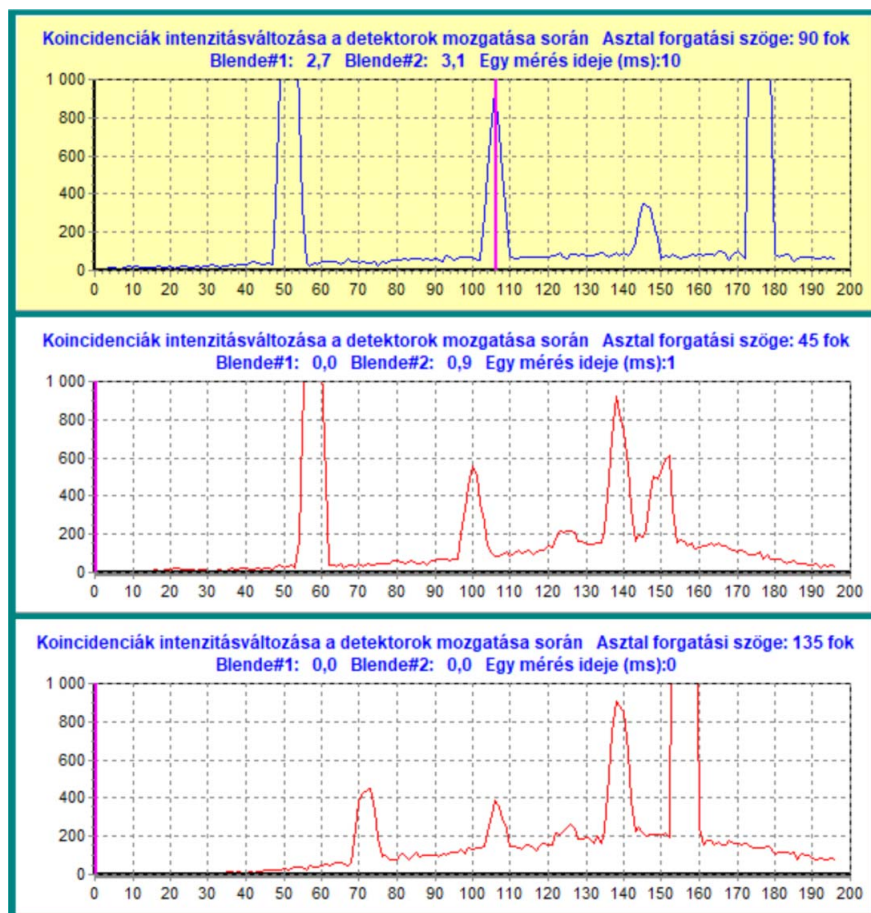 Koincidenciák intenzitásváltozása a detektorok mozgatása során Asztal forgatási szöge: 90 fok
Blende#1: 2,7 Blende#2: 3,1 Egy mérés ideje (ms):10
1 000
800
600
400
200
0
0 10 20 30 40 50 60 70 80 90 100 110 120 130 140 150 160 170 180 190 200
Koincidenciák intenzitásváltozása a detektorok mozgatása során Asztal forgatási szöge: 45 fok
Blende#1: 0,0 Blende#2: 0,9 Egy mérés ideje (ms):1
1 000
800
600
400
200
0
0 10 20 30 40 50 60 70 80 90 100 110 120 130 140 150 160 170 180 190 200
Koincidenciák intenzitásváltozása a detektorok mozgatása során Asztal forgatási szöge: 135 fok
Blende#1: 0,0 Blende#2: 0,0 Egy mérés ideje (ms):0
1 000
800
600
400
200
0
0 10 20 30 40 50 60 70 80 90 100 110 120 130 140 150 160 170 180 190 200